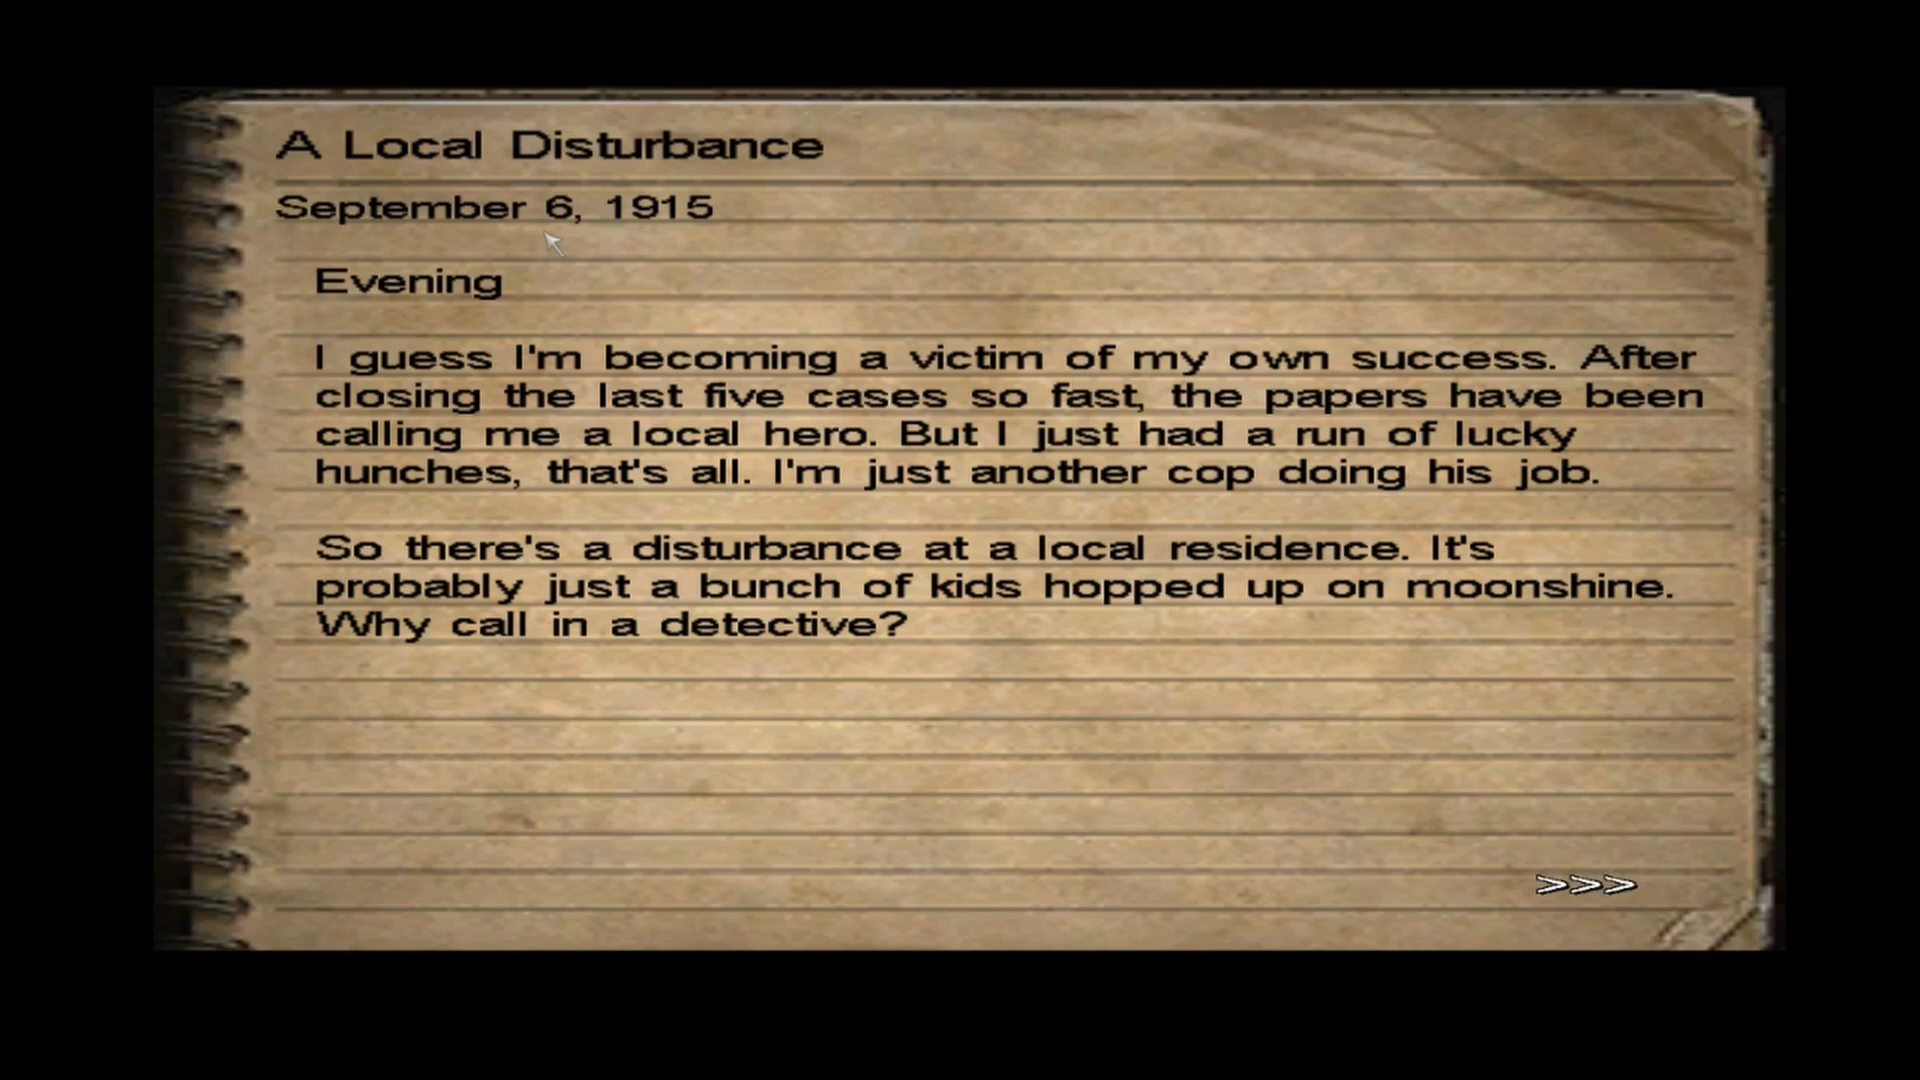 A Local Disturbance
September 6, 1915
Evening
I guess I'm becoming a victim of my own success. After
closing the last five cases so fast, the papers have been
calling me a local hero. But I just had a run of lucky
hunches, that's all. I'm just another cop doing his job.
So there's a disturbance at a local residence. It's
probably just a bunch of kids hopped up on moonshine.
Why call in a detective?
>>>